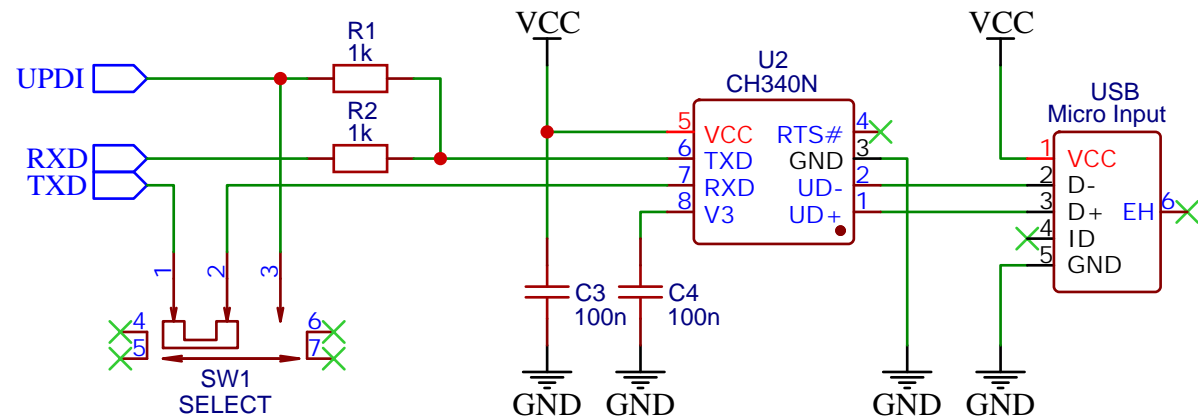 VCC
VCC
R1
1k
U2
CH340N
UPDI
USB
Micro Input
R2
1k
5
VCC
RTS#
4
RXD
6
TXD
GND
3
1
VCC
TXD
7
RXD
UD-
2
2
D-
8
V3
UD+
1
3
D+
EH
6
4
ID
5
GND
1
2
3
C3
100n
C4
100n
4
6
5
7
SW1
SELECT
GND
GND
GND
GND